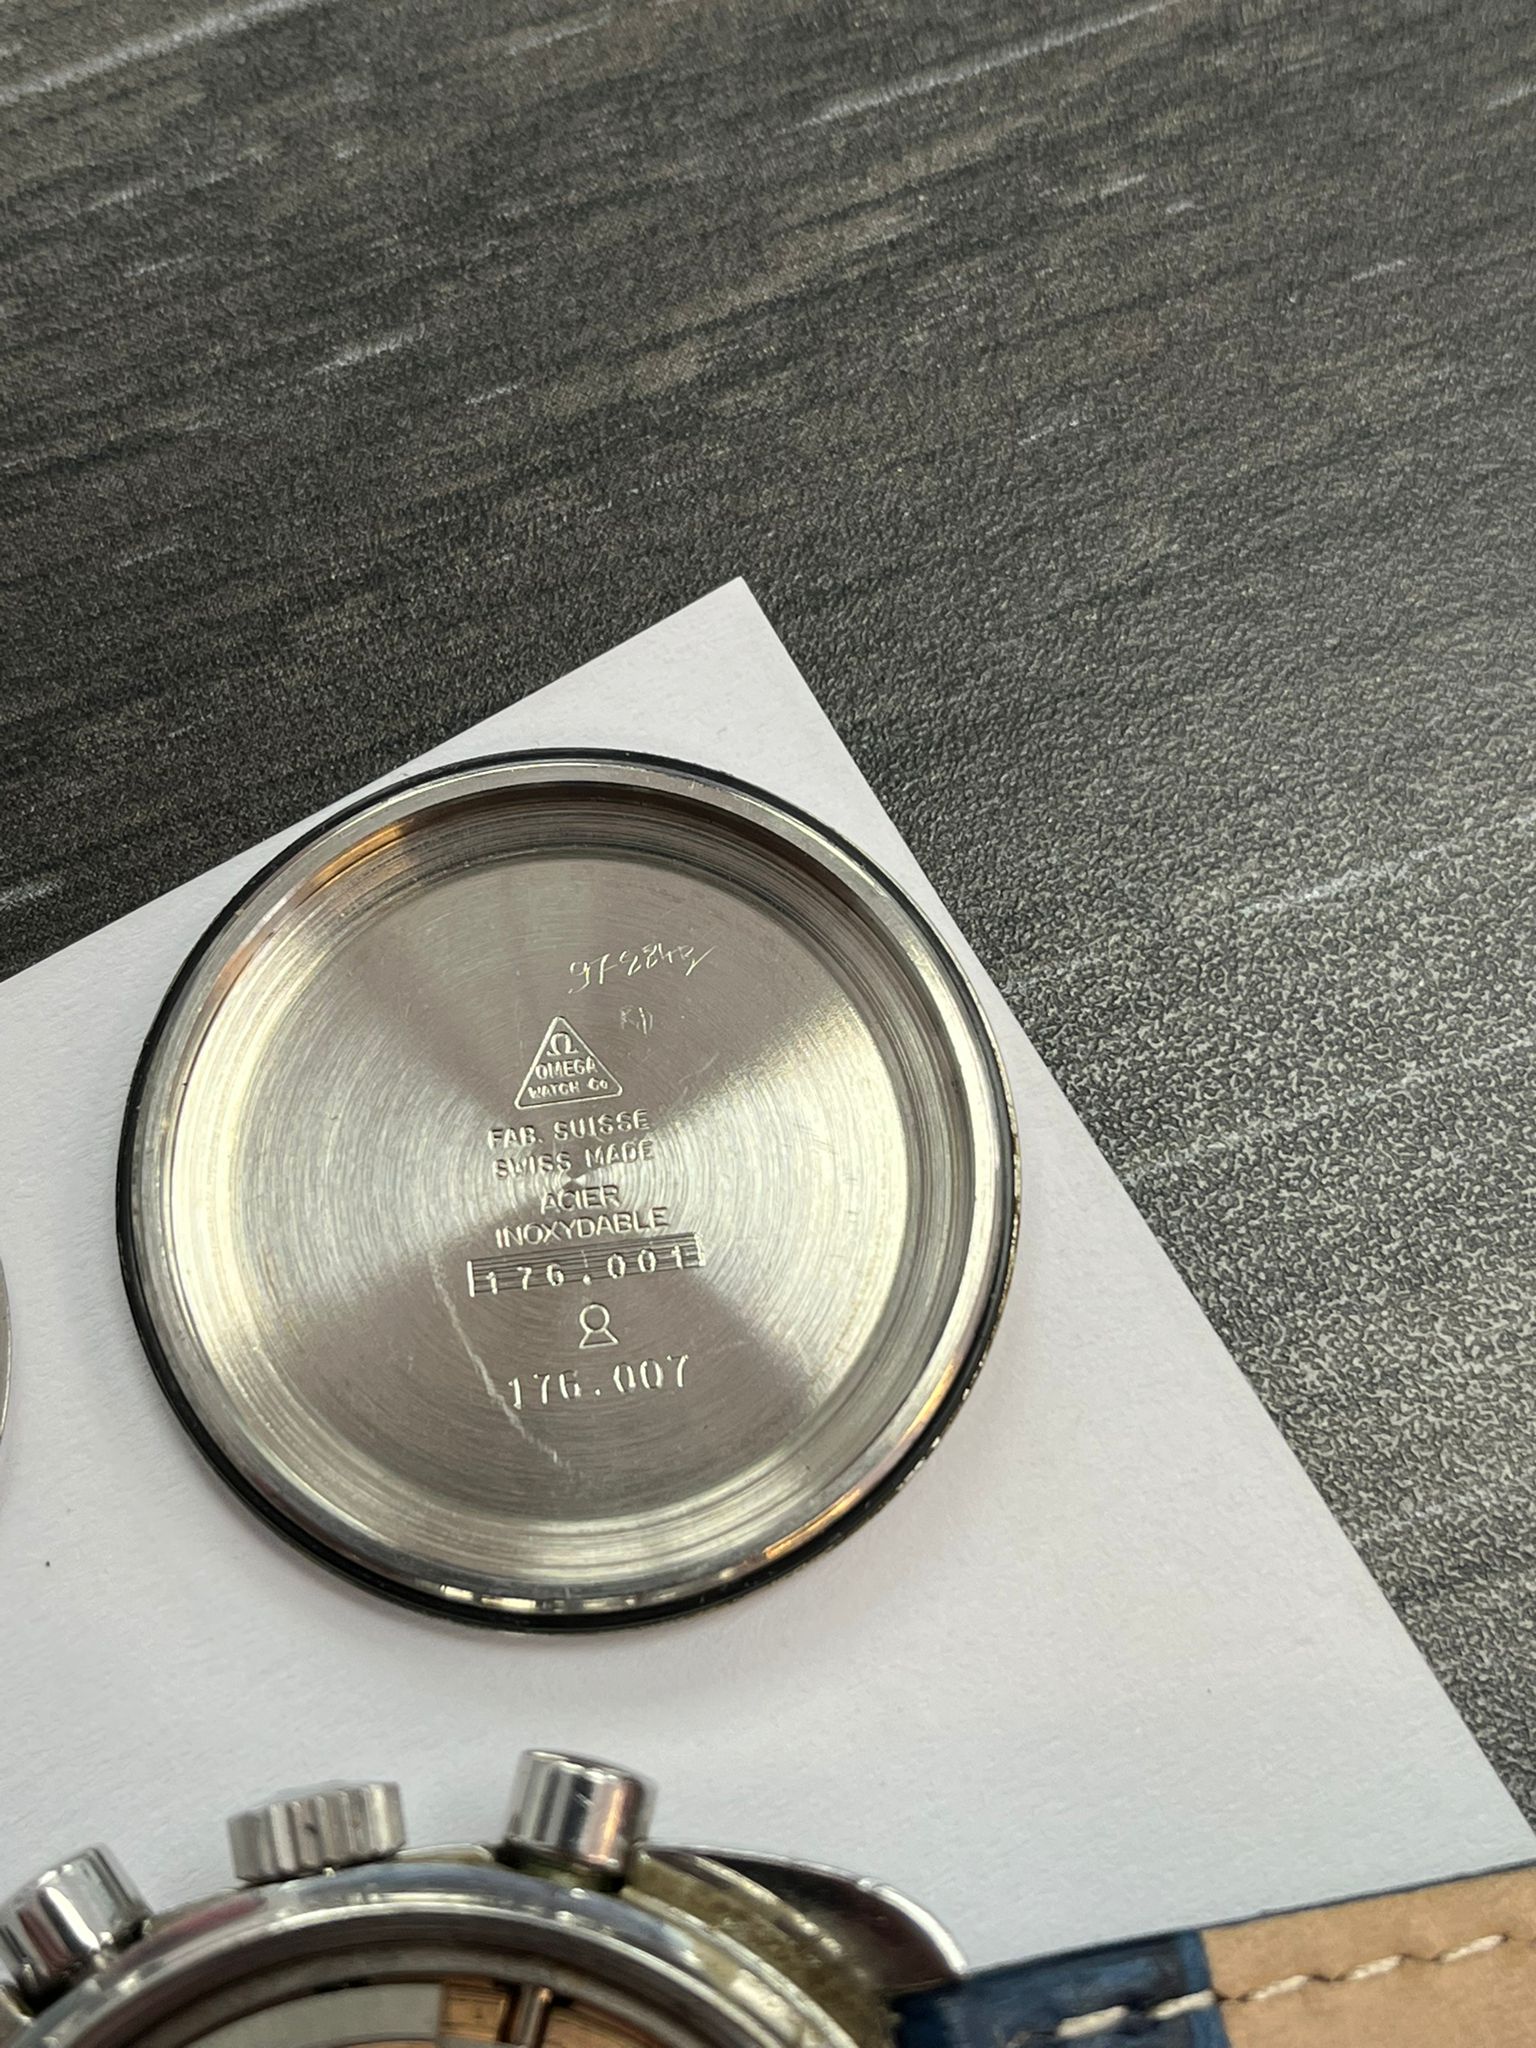 Ω
OMEGA
WATCH Co
FAB. SUISSE
SWISS MADE
ACIER
INOXYDABLE
176.001
176.007